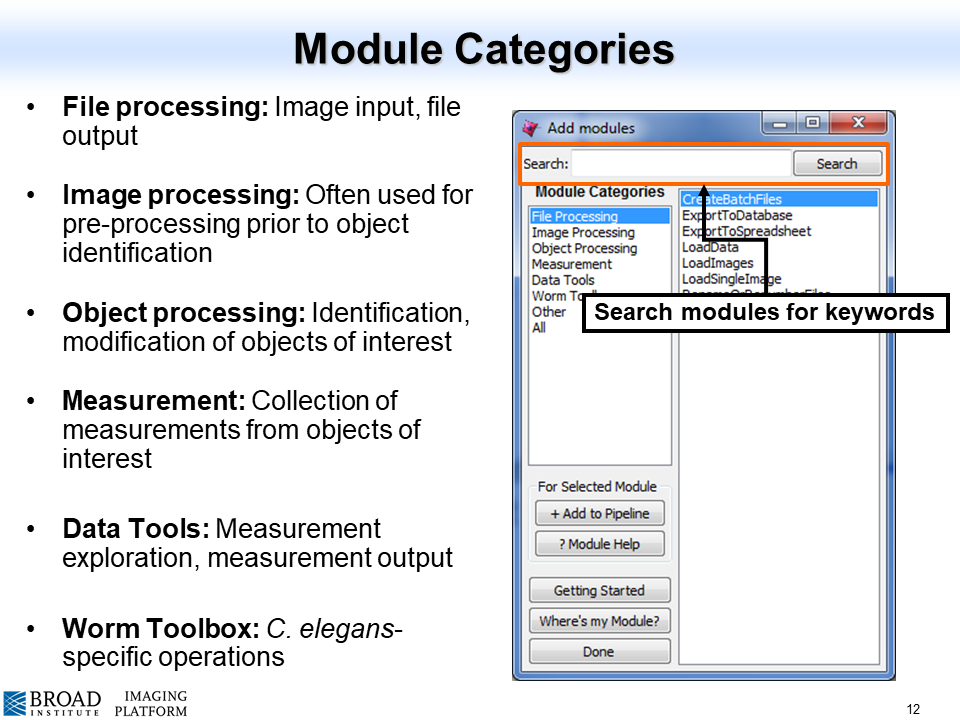 Module Categories
• File processing: Image input, file
output
• Image processing: Often used for
pre-processing prior to object
identification
• Object processing: Identification,
modification of objects of interest
• Measurement: Collection of
measurements from objects of
interest
• Data Tools: Measurement
exploration, measurement output
• Worm Toolbox: C. elegans-
specific operations
Add modules
Search:
Search
Module Categories
File Processing
Image Processing
Object Processing
Measurement
Data Tools
Worm
Other
All
CreateBatchFiles
ExportToDatabase
ExportToSpreadsheet
LoadData
LoadImages
LoadSingleImage
Search modules for keywords
For Selected Module
+ Add to Pipeline
? Module Help
Getting Started
Where's my Module?
Done
BROAD
INSTITUTE
IMAGING
PLATFORM
12